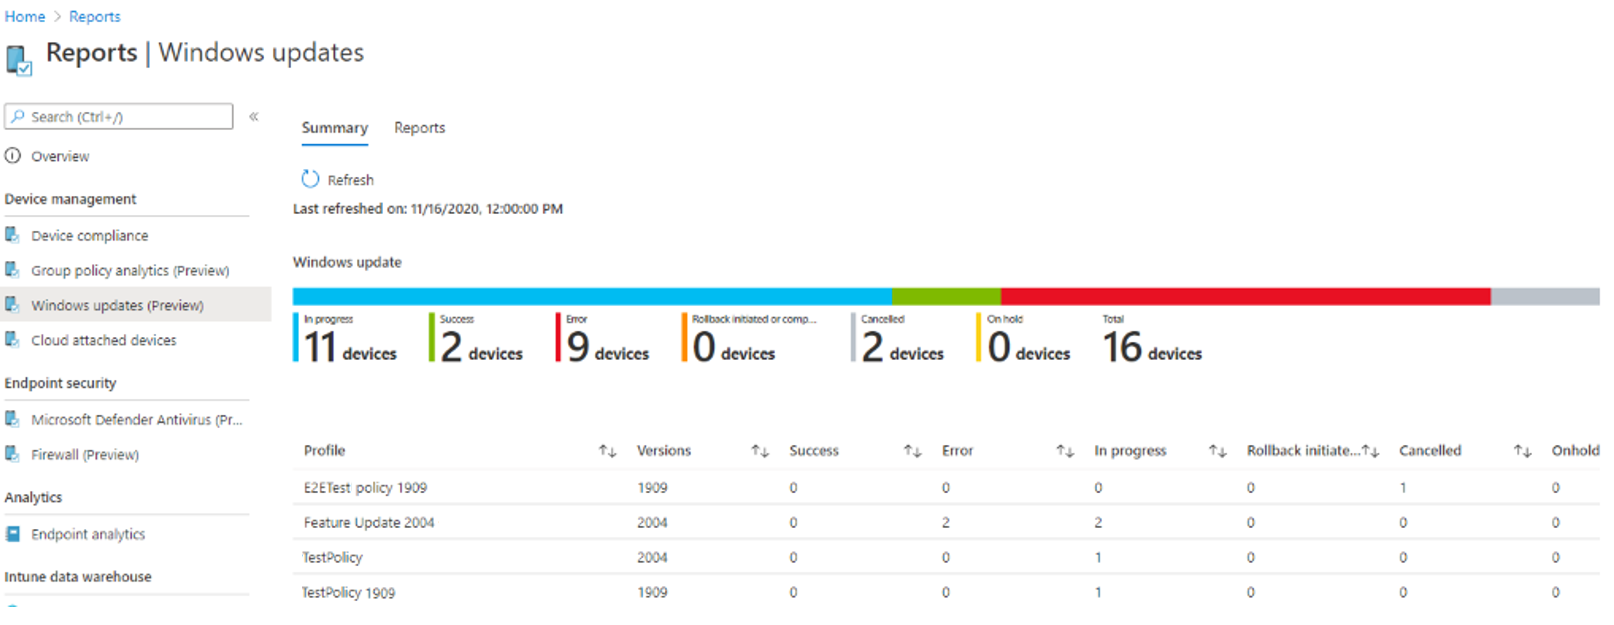 Home > Reports
Reports | Windows updates
Search (Ctrl+/)
«
Overview
Device management
Device compliance
Group policy analytics (Preview)
Windows updates (Preview)
Cloud attached devices
Endpoint security
Microsoft Defender Antivirus (Pr...
Firewall (Preview)
Analytics
Endpoint analytics
Intune data warehouse
Summary Reports
Refresh
Last refreshed on: 11/16/2020, 12:00:00 PM
Windows update
In progress Success Error Rollback initiated or comp... Cancelled On hold Total
11 devices 2 devices 9 devices 0 devices 2 devices 0 devices 16 devices
Profile Versions Success Error In progress Rollback initiate... Cancelled Onhold
E2ETest policy 1909 1909 0 0 0 0 1 0
Feature Update 2004 2004 0 2 2 0 0 0
TestPolicy 2004 0 0 1 0 0 0
TestPolicy 1909 1909 0 0 1 0 0 0